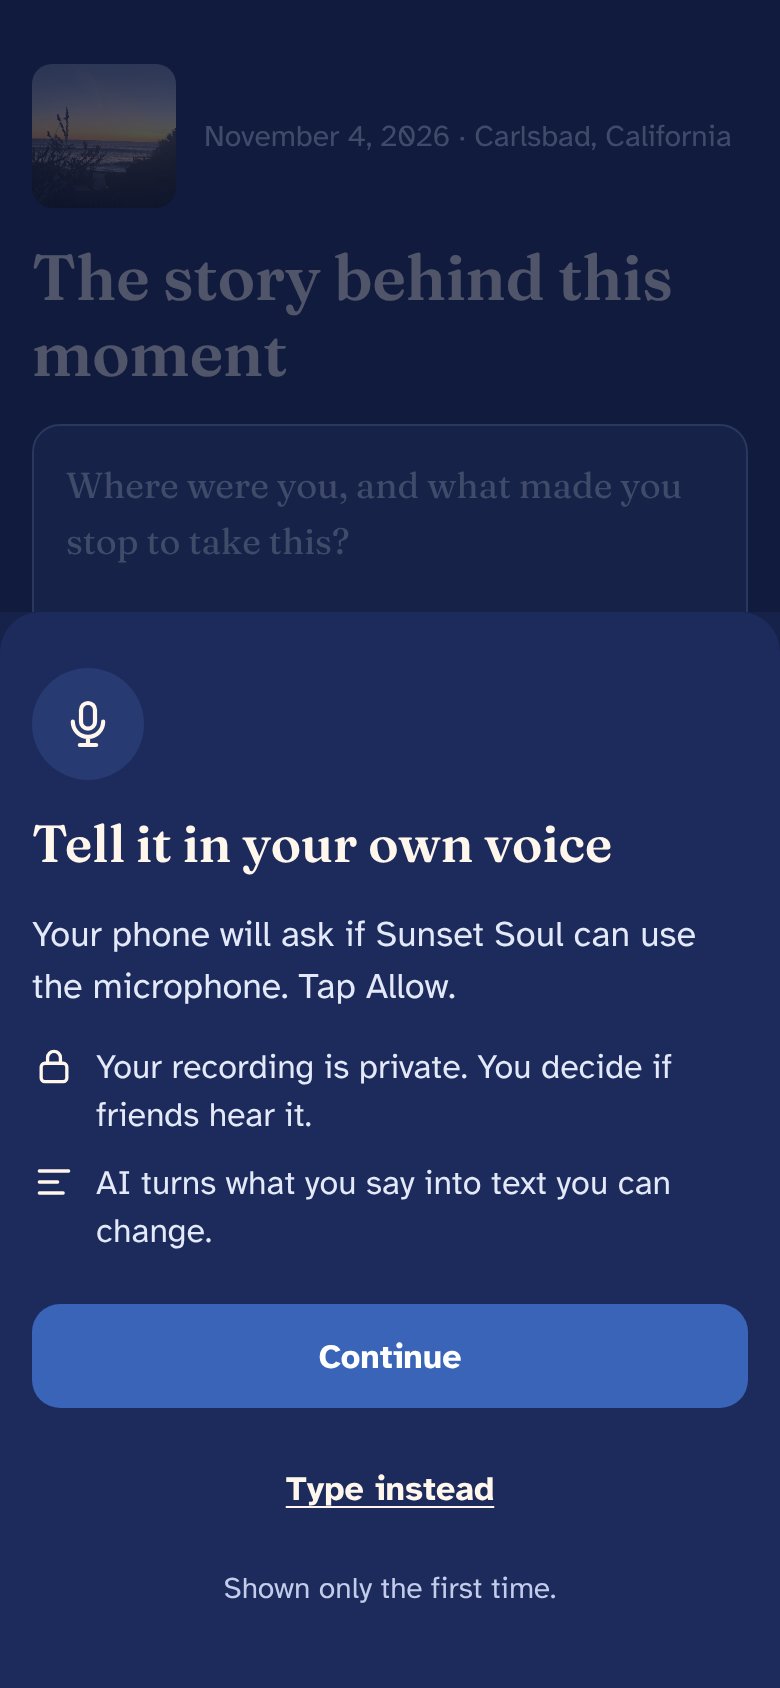 November 4, 2026 · Carlsbad, California
The story behind this
moment
Where were you, and what made you
stop to take this?
Tell it in your own voice
Your phone will ask if Sunset Soul can use
the microphone. Tap Allow.
Your recording is private. You decide if
friends hear it.
AI turns what you say into text you can
change.
Continue
Type instead
Shown only the first time.